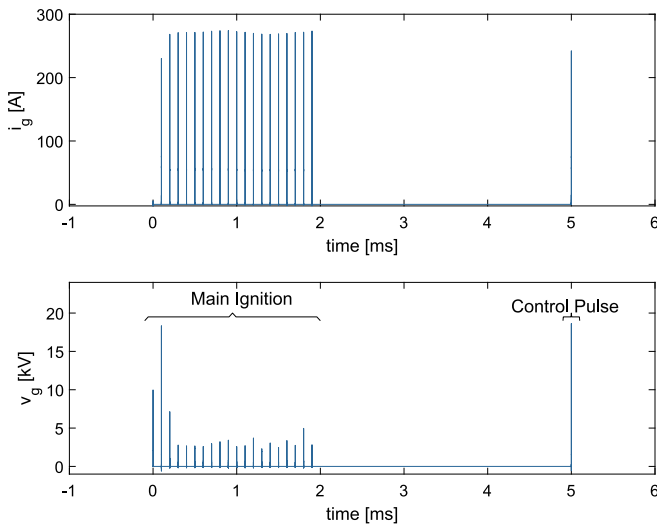 300
200
100
0
i_g [A]
-1 0 1 2 3 4 5 6
time [ms]
Main Ignition
Control Pulse
20
15
10
5
0
v_g [kV]
-1 0 1 2 3 4 5 6
time [ms]